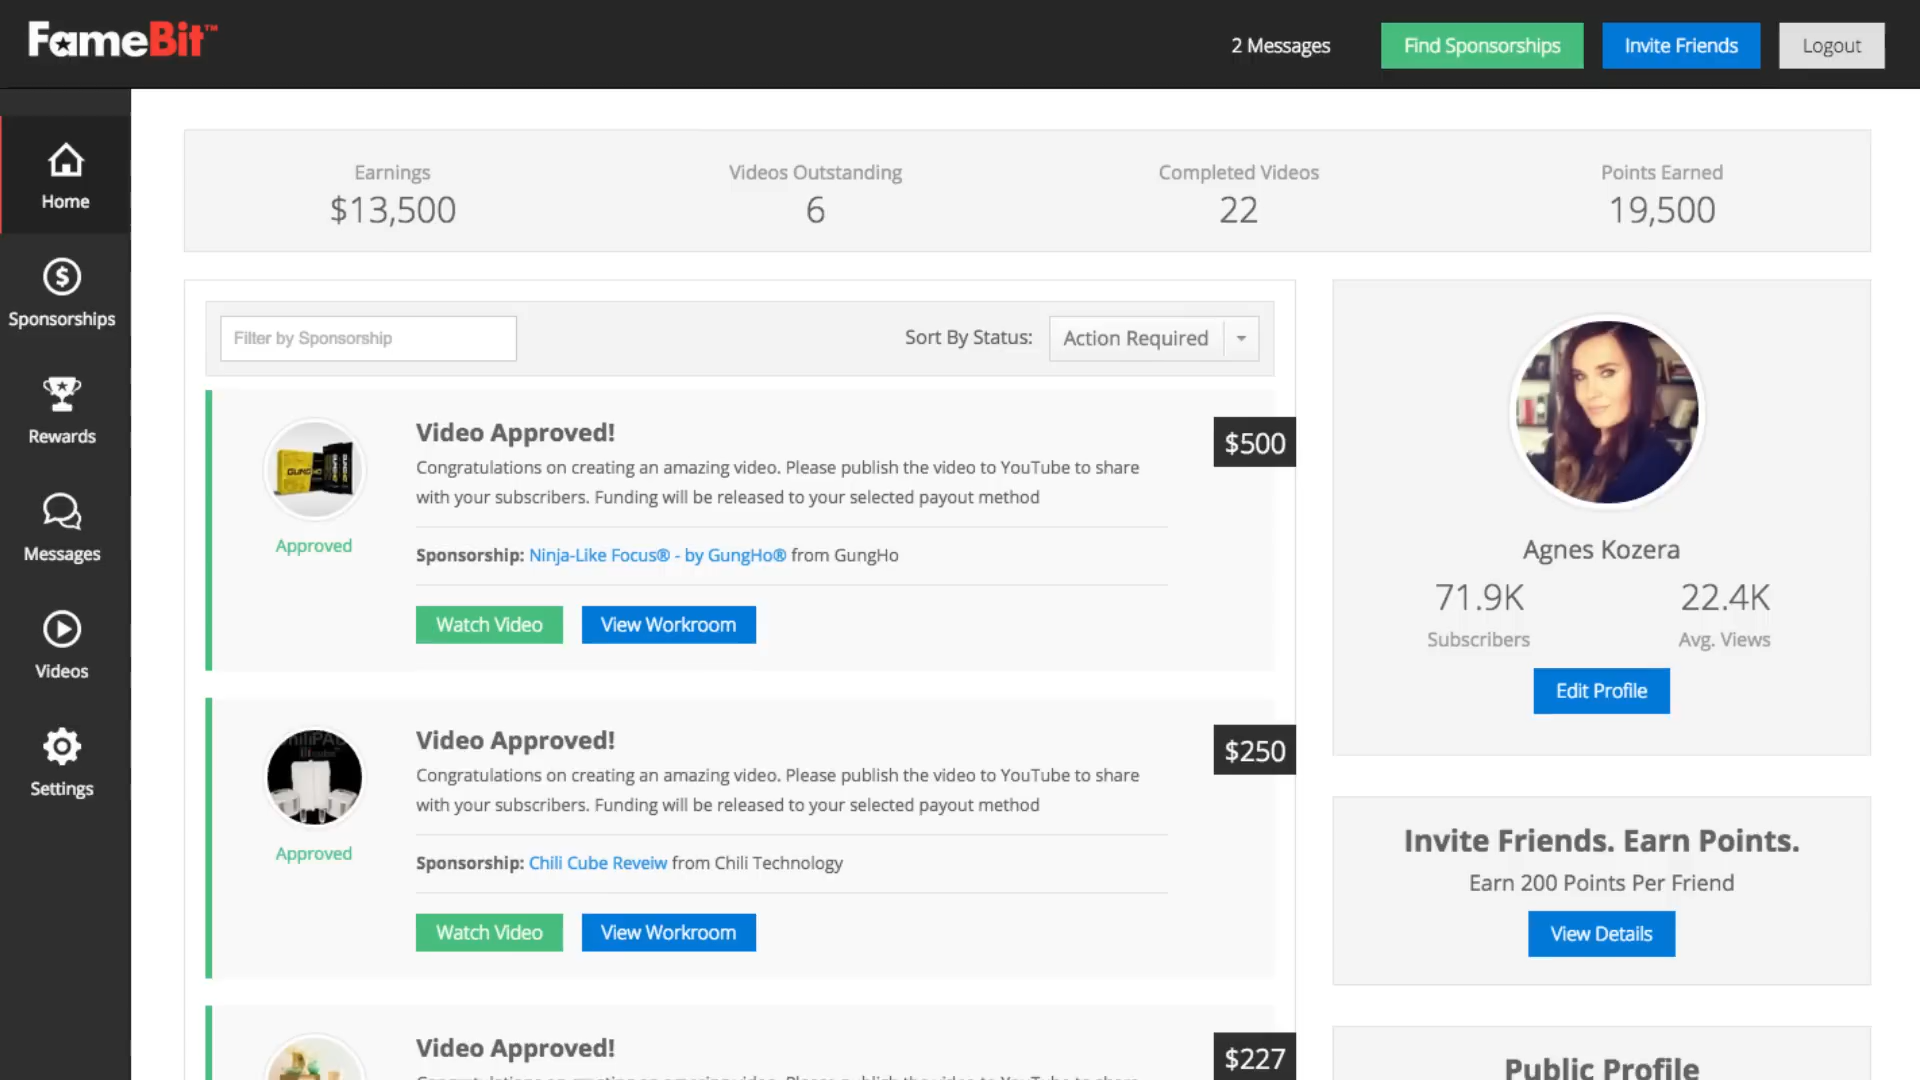 FameBit™
2 Messages
Find Sponsorships
Invite Friends
Logout
Home
Sponsorships
Rewards
Messages
Videos
Settings
Earnings
$13,500
Videos Outstanding
6
Completed Videos
22
Points Earned
19,500
Filter by Sponsorship
Sort By Status:
Action Required
GUNGHO
Approved
Video Approved!
Congratulations on creating an amazing video. Please publish the video to YouTube to share
with your subscribers. Funding will be released to your selected payout method
$500
Sponsorship: Ninja-Like Focus® - by GungHo® from GungHo
Watch Video
View Workroom
Approved
Video Approved!
Congratulations on creating an amazing video. Please publish the video to YouTube to share
with your subscribers. Funding will be released to your selected payout method
$250
Sponsorship: Chili Cube Reveiw from Chili Technology
Watch Video
View Workroom
Video Approved!
$227
Agnes Kozera
71.9K
Subscribers
22.4K
Avg. Views
Edit Profile
Invite Friends. Earn Points.
Earn 200 Points Per Friend
View Details
Public Profile